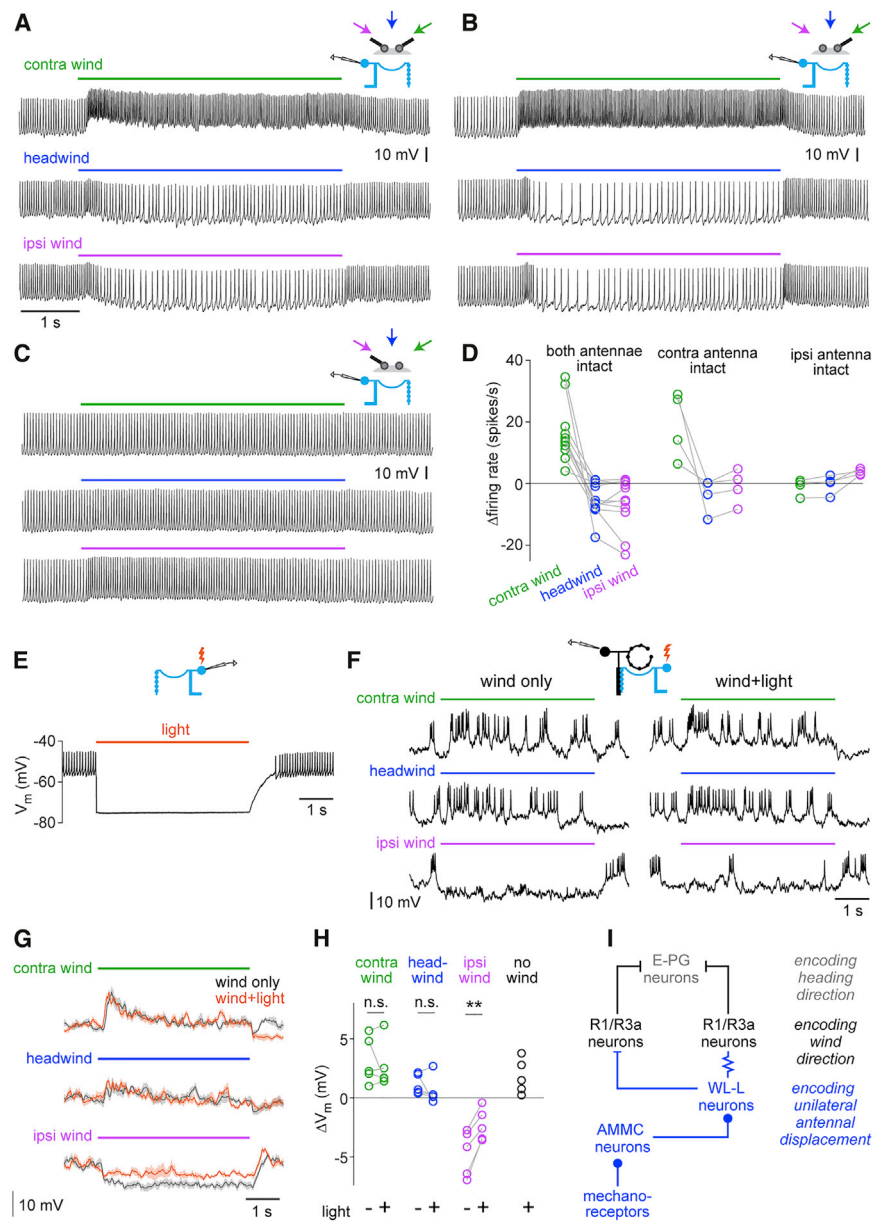 A
contra wind
10 mV
headwind
ipsi wind
1 s
B
10 mV
C
10 mV
D
both antennae intact
contra antenna intact
ipsi antenna intact
Δfiring rate (spikes/s)
40
20
0
-20
contra wind
headwind
ipsi wind
E
light
Vm (mV)
-40
-60
-80
1 s
F
wind only
wind+light
contra wind
headwind
ipsi wind
10 mV
1 s
G
contra wind
wind only
wind+light
headwind
ipsi wind
10 mV
1 s
H
contra wind
head-wind
ipsi wind
no wind
n.s.
n.s.
**
ΔVm (mV)
5
0
-5
light
- + - + - + +
I
E-PG
neurons
encoding
heading
direction
R1/R3a
neurons
R1/R3a
neurons
encoding
wind
direction
WL-L
neurons
encoding
unilateral
antennal
displacement
AMMC
neurons
mechano-
receptors